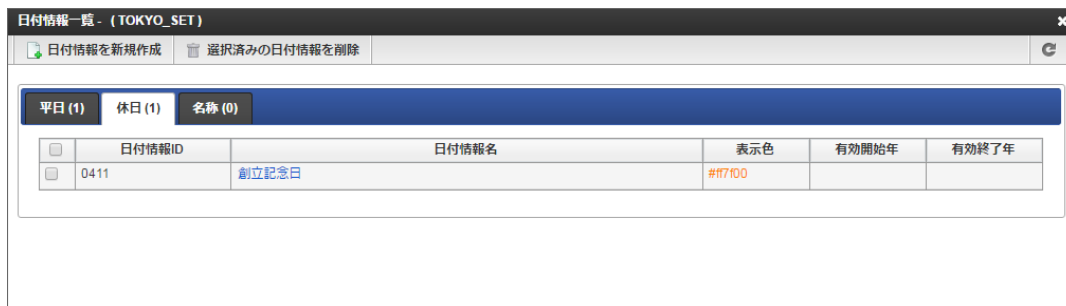 日付情報一覧 - ( TOKYO_SET )
日付情報を新規作成 選択済みの日付情報を削除
平日 (1) 休日 (1) 名称 (0)
日付情報ID 日付情報名 表示色 有効開始年 有効終了年
0411 創立記念日 #ff7f00